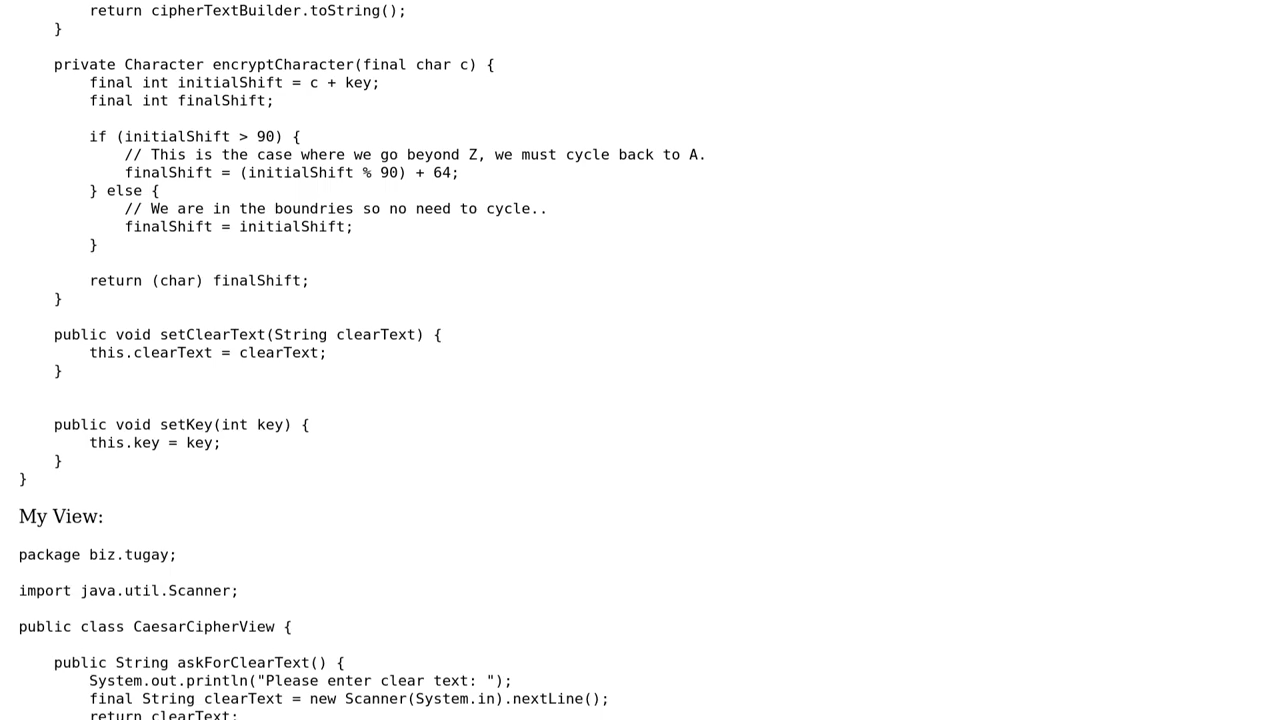 return cipherTextBuilder.toString();
    }
    private Character encryptCharacter(final char c) {
        final int initialShift = c + key;
        final int finalShift;
        if (initialShift > 90) {
            // This is the case where we go beyond Z, we must cycle back to A.
            finalShift = (initialShift % 90) + 64;
        } else {
            // We are in the boundries so no need to cycle..
            finalShift = initialShift;
        }
        return (char) finalShift;
    }
    public void setClearText(String clearText) {
        this.clearText = clearText;
    }
    public void setKey(int key) {
        this.key = key;
    }
}
My View:
package biz.tugay;
import java.util.Scanner;
public class CaesarCipherView {
    public String askForClearText() {
        System.out.println("Please enter clear text: ");
        final String clearText = new Scanner(System.in).nextLine();
        return clearText;